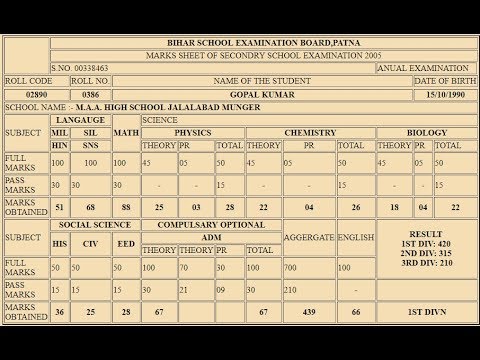 BIHAR SCHOOL EXAMINATION BOARD,PATNA
MARKS SHEET OF SECONDRY SCHOOL EXAMINATION 2005
S.NO. 00338463 ANUAL EXAMINATION
ROLL CODE ROLL NO. NAME OF THE STUDENT DATE OF BIRTH
02890 0386 GOPAL KUMAR 15/10/1990
SCHOOL NAME :- M.A.A. HIGH SCHOOL JALALABAD MUNGER
SUBJECT LANGAUGE MATH SCIENCE
MIL SIL PHYSICS CHEMISTRY BIOLOGY
HIN SNS THEORY PR TOTAL THEORY PR TOTAL THEORY PR TOTAL
FULL MARKS 100 100 100 45 05 50 45 05 50 45 05 50
PASS MARKS 30 30 30 - - 15 - - 15 - - 15
MARKS OBTAINED 51 68 88 25 03 28 22 04 26 18 04 22
SUBJECT SOCIAL SCIENCE COMPULSARY OPTIONAL AGGERGATE ENGLISH RESULT
HIS CIV EED ADM 1ST DIV: 420
THEORY THEORY PR TOTAL 2ND DIV: 315
3RD DIV: 210
FULL MARKS 50 50 50 100 70 30 100 700 100
PASS MARKS 15 15 15 30 21 09 30 210 -
MARKS OBTAINED 36 25 28 67 67 439 66 1ST DIVN